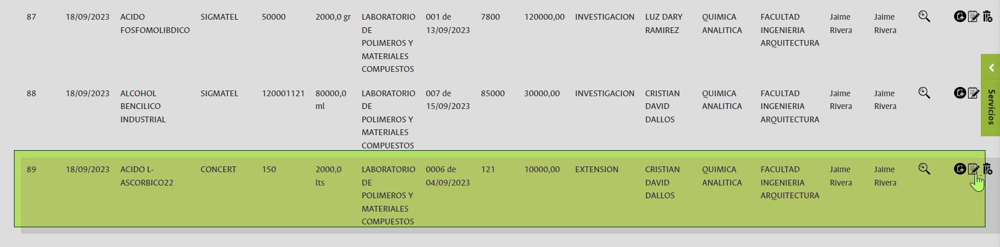 87 18/09/2023 ACIDO SIGMATEL 50000 2000,0 gr LABORATORIO 001 de 7800 120000,00 INVESTIGACION LUZ DARY QUIMICA FACULTAD Jaime Jaime
FOSFOMOLIBDICO DE 13/09/2023 RAMIREZ ANALITICA INGENIERIA Rivera Rivera
POLIMEROS Y ARQUITECTURA
MATERIALES
COMPUESTOS
88 18/09/2023 ALCOHOL SIGMATEL 120001121 80000,0 LABORATORIO 007 de 85000 30000,00 INVESTIGACION CRISTIAN QUIMICA FACULTAD Jaime Jaime
BENCILICO ml DE 15/09/2023 DAVID ANALITICA INGENIERIA Rivera Rivera
INDUSTRIAL POLIMEROS Y DALLOS ARQUITECTURA
MATERIALES
COMPUESTOS
89 18/09/2023 ACIDO L- CONCERT 150 2000,0 LABORATORIO 0006 de 121 10000,00 EXTENSION CRISTIAN QUIMICA FACULTAD Jaime Jaime
ASCORBICO22 lts DE 04/09/2023 DAVID ANALITICA INGENIERIA Rivera Rivera
POLIMEROS Y DALLOS ARQUITECTURA
MATERIALES
COMPUESTOS
Servicios